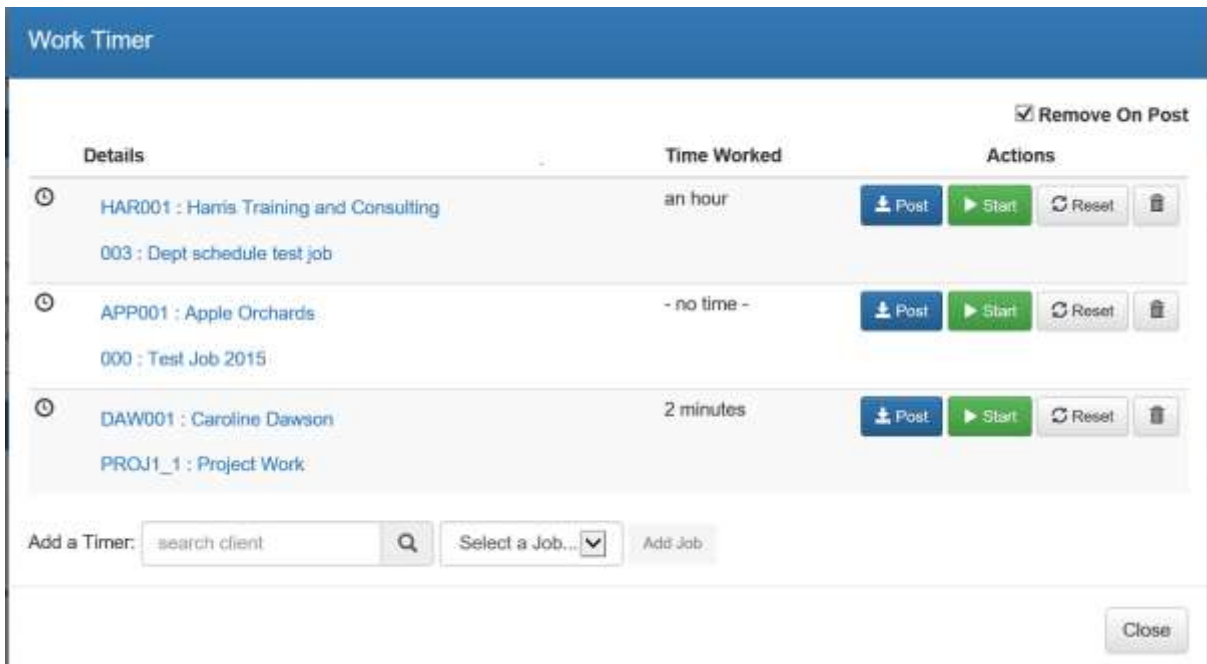 Work Timer
Remove On Post
Details Time Worked Actions
HAR001 : Harris Training and Consulting an hour Post Start Reset
003 : Dept schedule test job
APP001 : Apple Orchards - no time - Post Start Reset
000 : Test Job 2015
DAW001 : Caroline Dawson 2 minutes Post Start Reset
PROJ1_1 : Project Work
Add a Timer: search client Select a Job... Add Job
Close